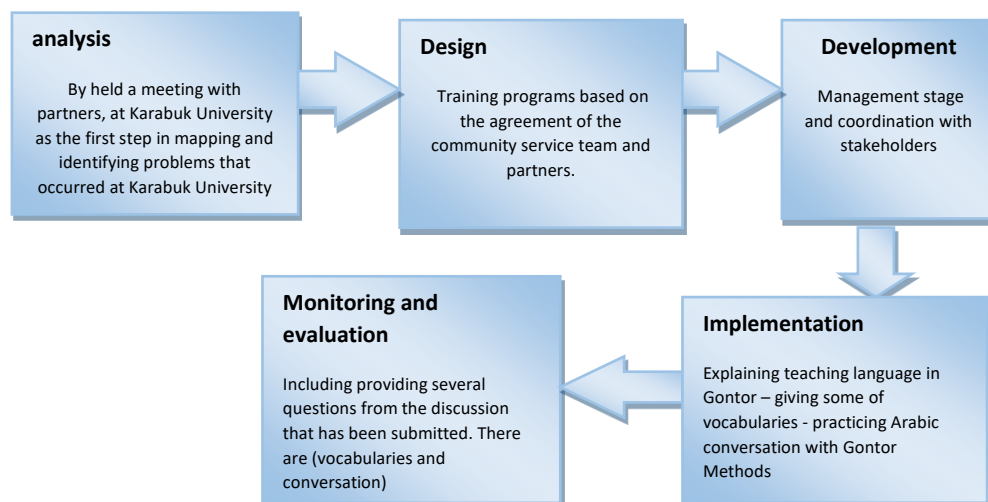 analysis
By held a meeting with
partners, at Karabuk University
as the first step in mapping and
identifying problems that
occurred at Karabuk University
Design
Training programs based on
the agreement of the
community service team and
partners.
Development
Management stage
and coordination with
stakeholders
Implementation
Explaining teaching language in
Gontor – giving some of
vocabularies - practicing Arabic
conversation with Gontor
Methods
Monitoring and
evaluation
Including providing several
questions from the discussion
that has been submitted. There
are (vocabularies and
conversation)